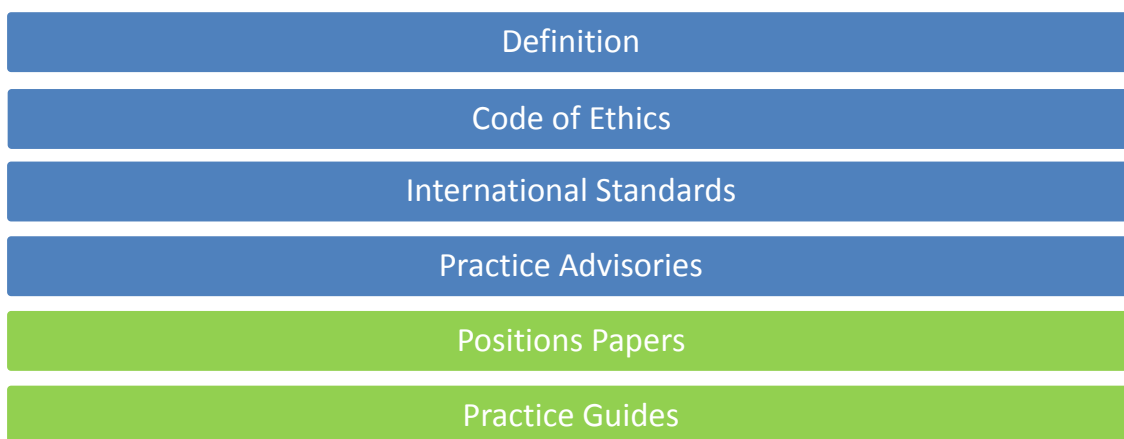 Definition
Code of Ethics
International Standards
Practice Advisories
Positions Papers
Practice Guides